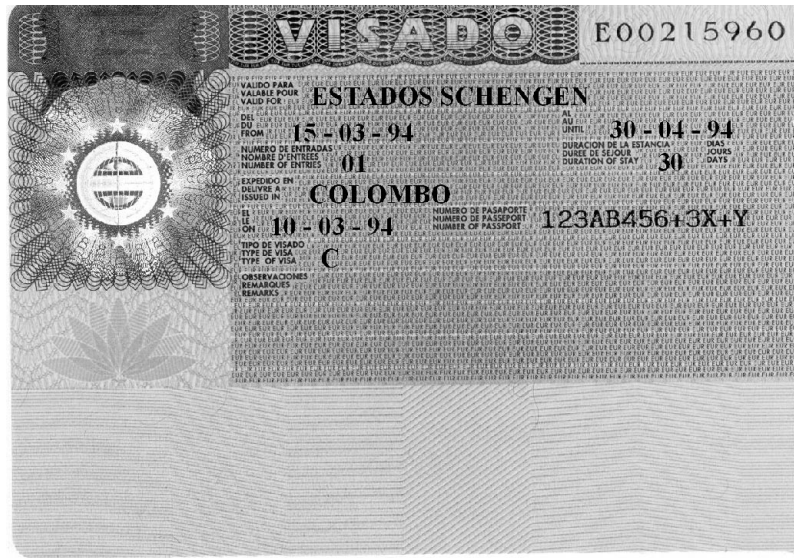 VISADO
E00215960
VALIDO PARA
VALABLE POUR
VALID FOR
ESTADOS SCHENGEN
DEL
DU
FROM
15-03-94
AL
AU
UNTIL
30-04-94
NUMERO DE ENTRADAS
NOMBRE D'ENTREES
NUMBER OF ENTRIES
01
DURACION DE LA ESTANCIA
DUREE DE SEJOUR
DURATION OF STAY
30
DIAS
JOURS
DAYS
EXPEDIDO EN
DELIVRE A
ISSUED IN
COLOMBO
EL
LE
ON
10-03-94
NUMERO DE PASAPORTE
NUMERO DE PASSEPORT
NUMBER OF PASSPORT
123AB456+3X+Y
TIPO DE VISADO
TYPE DE VISA
TYPE OF VISA
C
OBSERVACIONES
REMARQUES
REMARKS